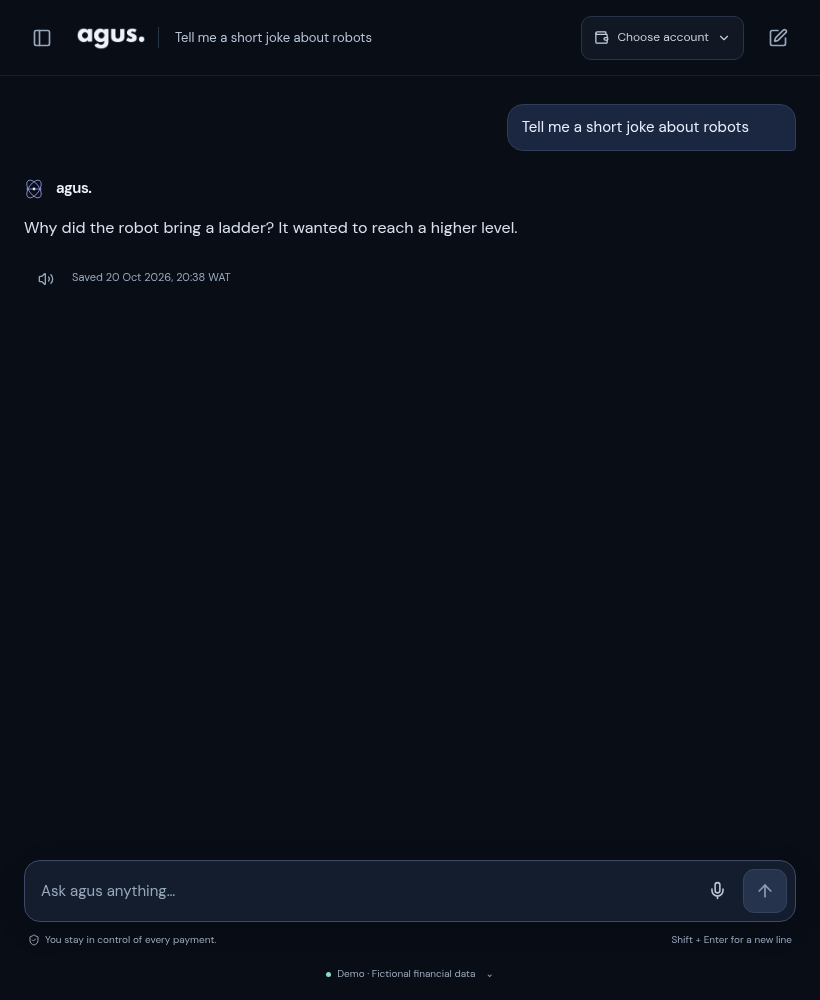 agus.
Tell me a short joke about robots
Choose account
Tell me a short joke about robots
agus.
Why did the robot bring a ladder? It wanted to reach a higher level.
Saved 20 Oct 2026, 20:38 WAT
Ask agus anything...
You stay in control of every payment.
Shift + Enter for a new line
Demo · Fictional financial data